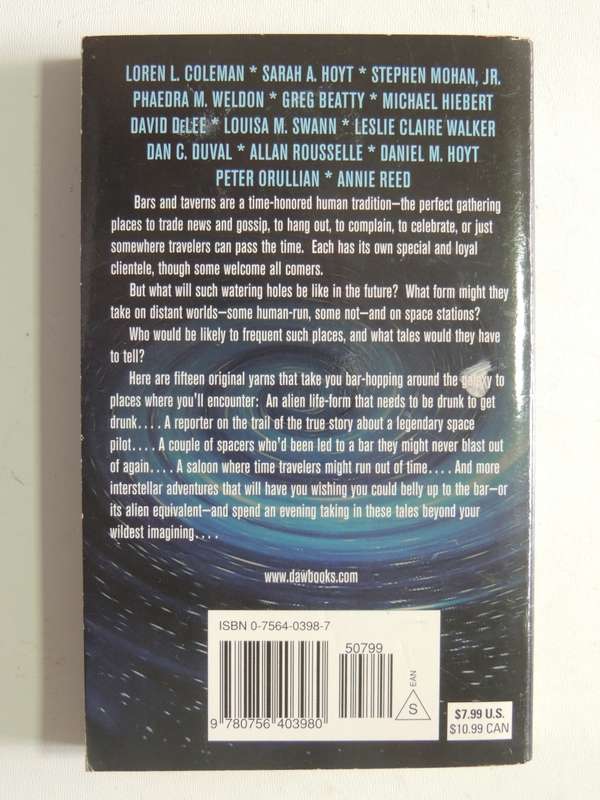 LOREN L. COLEMAN * SARAH A. HOYT * STEPHEN MOHAN, JR.
PHAEDRA M. WELDON * GREG BEATTY * MICHAEL HIEBERT
DAVID DeLEE * LOUISA M. SWANN * LESLIE CLAIRE WALKER
DAN C. DUVAL * ALLAN ROUSSELLE * DANIEL M. HOYT
PETER ORULLIAN * ANNIE REED
Bars and taverns are a time-honored human tradition—the perfect gathering
places to trade news and gossip, to hang out, to complain, to celebrate, or just
somewhere travelers can pass the time. Each has its own special and loyal
clientele, though some welcome all comers.
But what will such watering holes be like in the future? What form might they
take on distant worlds—some human-run, some not—and on space stations?
Who would be likely to frequent such places, and what tales would they have
to tell?
Here are fifteen original yarns that take you bar-hopping around the galaxy to
places where you'll encounter: An alien life-form that needs to be drunk to get
drunk.... A reporter on the trail of the true story about a legendary space
pilot.... A couple of spacers who'd been led to a bar they might never blast out
of again.... A saloon where time travelers might run out of time.... And more
interstellar adventures that will have you wishing you could belly up to the bar—or
its alien equivalent—and spend an evening taking in these tales beyond your
wildest imagining....
www.dawbooks.com
ISBN 0-7564-0398-7
50799
EAN
S
9 780756 403980
$7.99 U.S.
$10.99 CAN